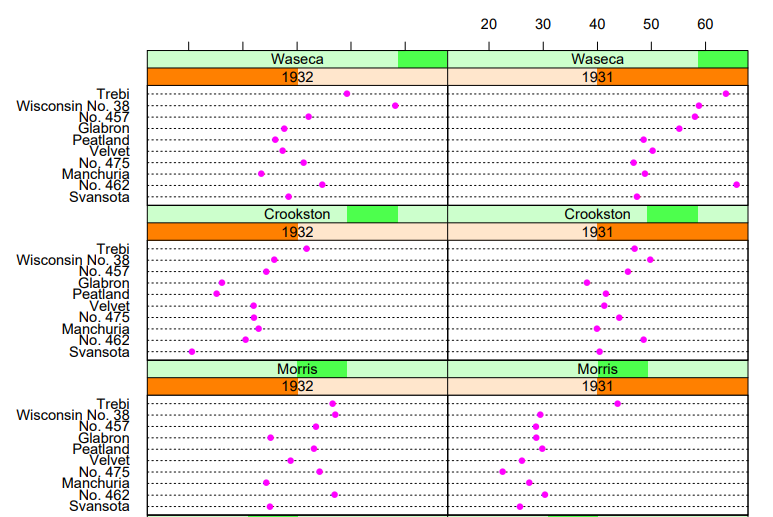 20 30 40 50 60
Waseca Waseca
1932 1931
Trebi
Wisconsin No. 38
No. 457
Glabron
Peatland
Velvet
No. 475
Manchuria
No. 462
Svansota
Crookston Crookston
1932 1931
Trebi
Wisconsin No. 38
No. 457
Glabron
Peatland
Velvet
No. 475
Manchuria
No. 462
Svansota
Morris Morris
1932 1931
Trebi
Wisconsin No. 38
No. 457
Glabron
Peatland
Velvet
No. 475
Manchuria
No. 462
Svansota